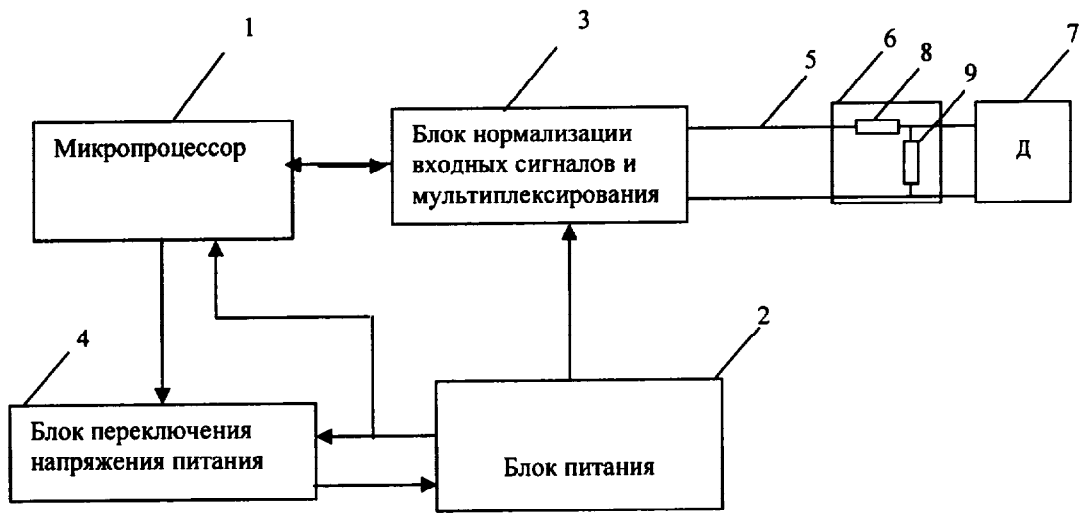 1
3
6
8
9
7
5
Микропроцессор
Блок нормализации
входных сигналов и
мультиплексирования
Д
4
2
Блок переключения
напряжения питания
Блок питания